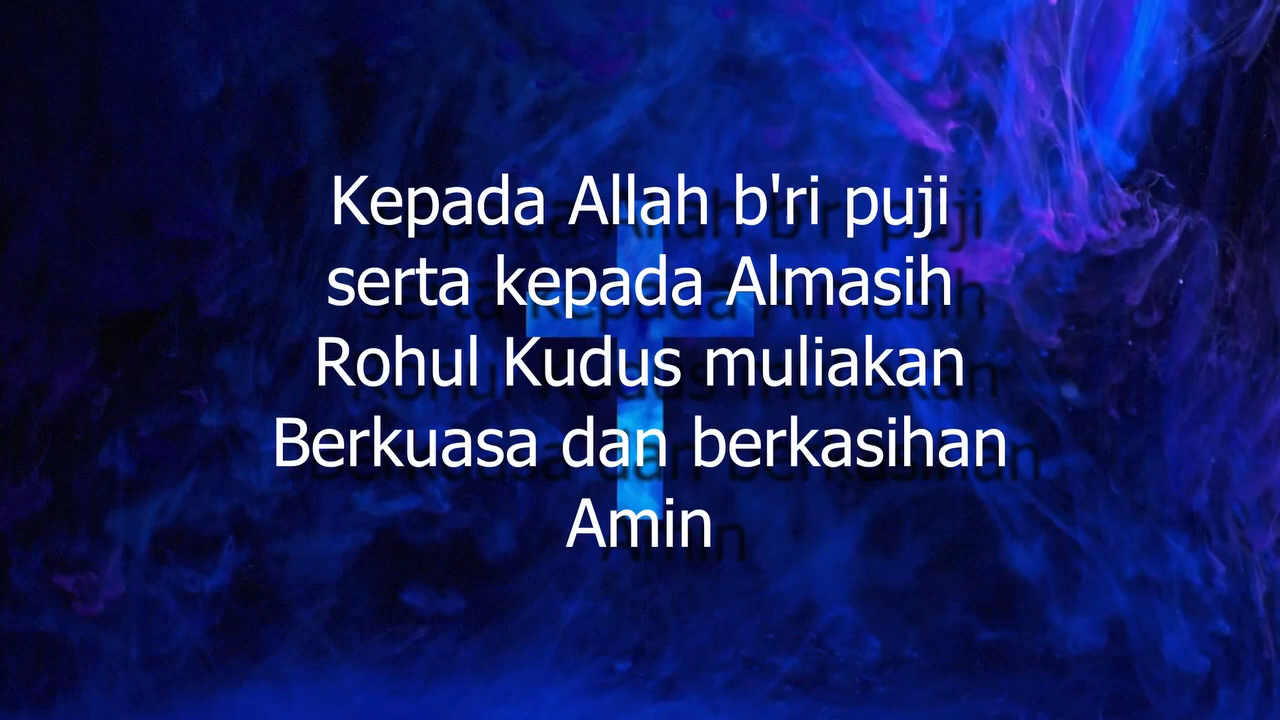 Kepada Allah b'ri puji
serta kepada Almasih
Rohul Kudus muliakan
Berkuasa dan berkasihan
Amin